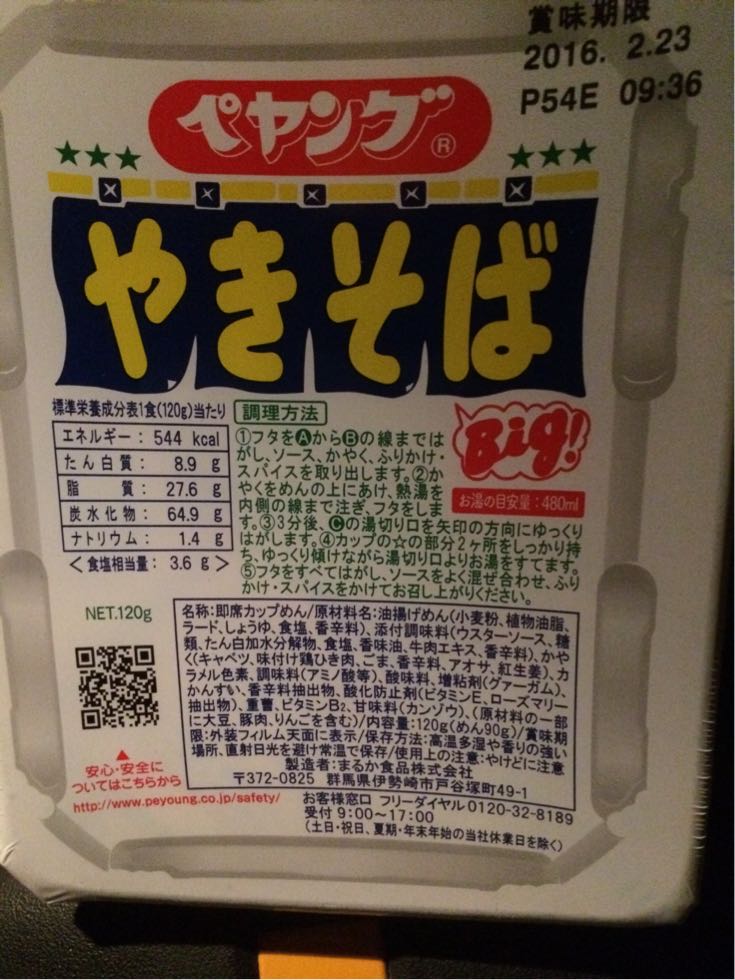 賞味期限
2016. 2.23
P54E 09:36
ペヤング®
やきそば
標準栄養成分表1食(120g)当たり
エネルギー: 544 kcal
たん白質: 8.9 g
脂 質: 27.6 g
炭水化物: 64.9 g
ナトリウム: 1.4 g
<食塩相当量: 3.6 g>
調理方法
①フタをAからBの線まではがし、ソース、かやく、ふりかけ・
スパイスを取り出します。②か
やくをめんの上にあけ、熱湯を
内側の線まで注ぎ、フタをしま
す。③3分後、Cの湯切り口を矢印の方向にゆっくり
はがします。④カップの☆の部分2ヶ所をしっかり持
ち、ゆっくり傾けながら湯切り口よりお湯をすてます。
⑤フタをすべてはがし、ソースをよく混ぜ合わせ、ふり
かけ・スパイスをかけてお召し上がりください。
Big!
お湯の目安量:480ml
NET.120g
名称:即席カップめん/原材料名:油揚げめん(小麦粉、植物油脂、
ラード、しょうゆ、食塩、香辛料)、添付調味料(ウスターソース、糖
類、たん白加水分解物、食塩、香味油、牛肉エキス、香辛料)、かや
く(キャベツ、味付け鶏ひき肉、ごま、香辛料、アオサ、紅生姜)、カ
ラメル色素、調味料(アミノ酸等)、酸味料、増粘剤(グァーガム)、
かんすい、香辛料抽出物、酸化防止剤(ビタミンE、ローズマリー
抽出物)、重曹、ビタミンB2、甘味料(カンゾウ)、(原材料の一部
に大豆、豚肉、りんごを含む)/内容量:120g(めん90g)/賞味期
限:外装フィルム天面に表示/保存方法:高温多湿や香りの強い
場所、直射日光を避け常温で保存/使用上の注意:やけどに注意
製造者:まるか食品株式会社
〒372-0825 群馬県伊勢崎市戸谷塚町49-1
安心・安全に
ついてはこちらから
http://www.peyoung.co.jp/safety/
お客様窓口 フリーダイヤル0120-32-8189
受付 9:00～17:00
(土日・祝日、夏期・年末年始の当社休業日を除く)